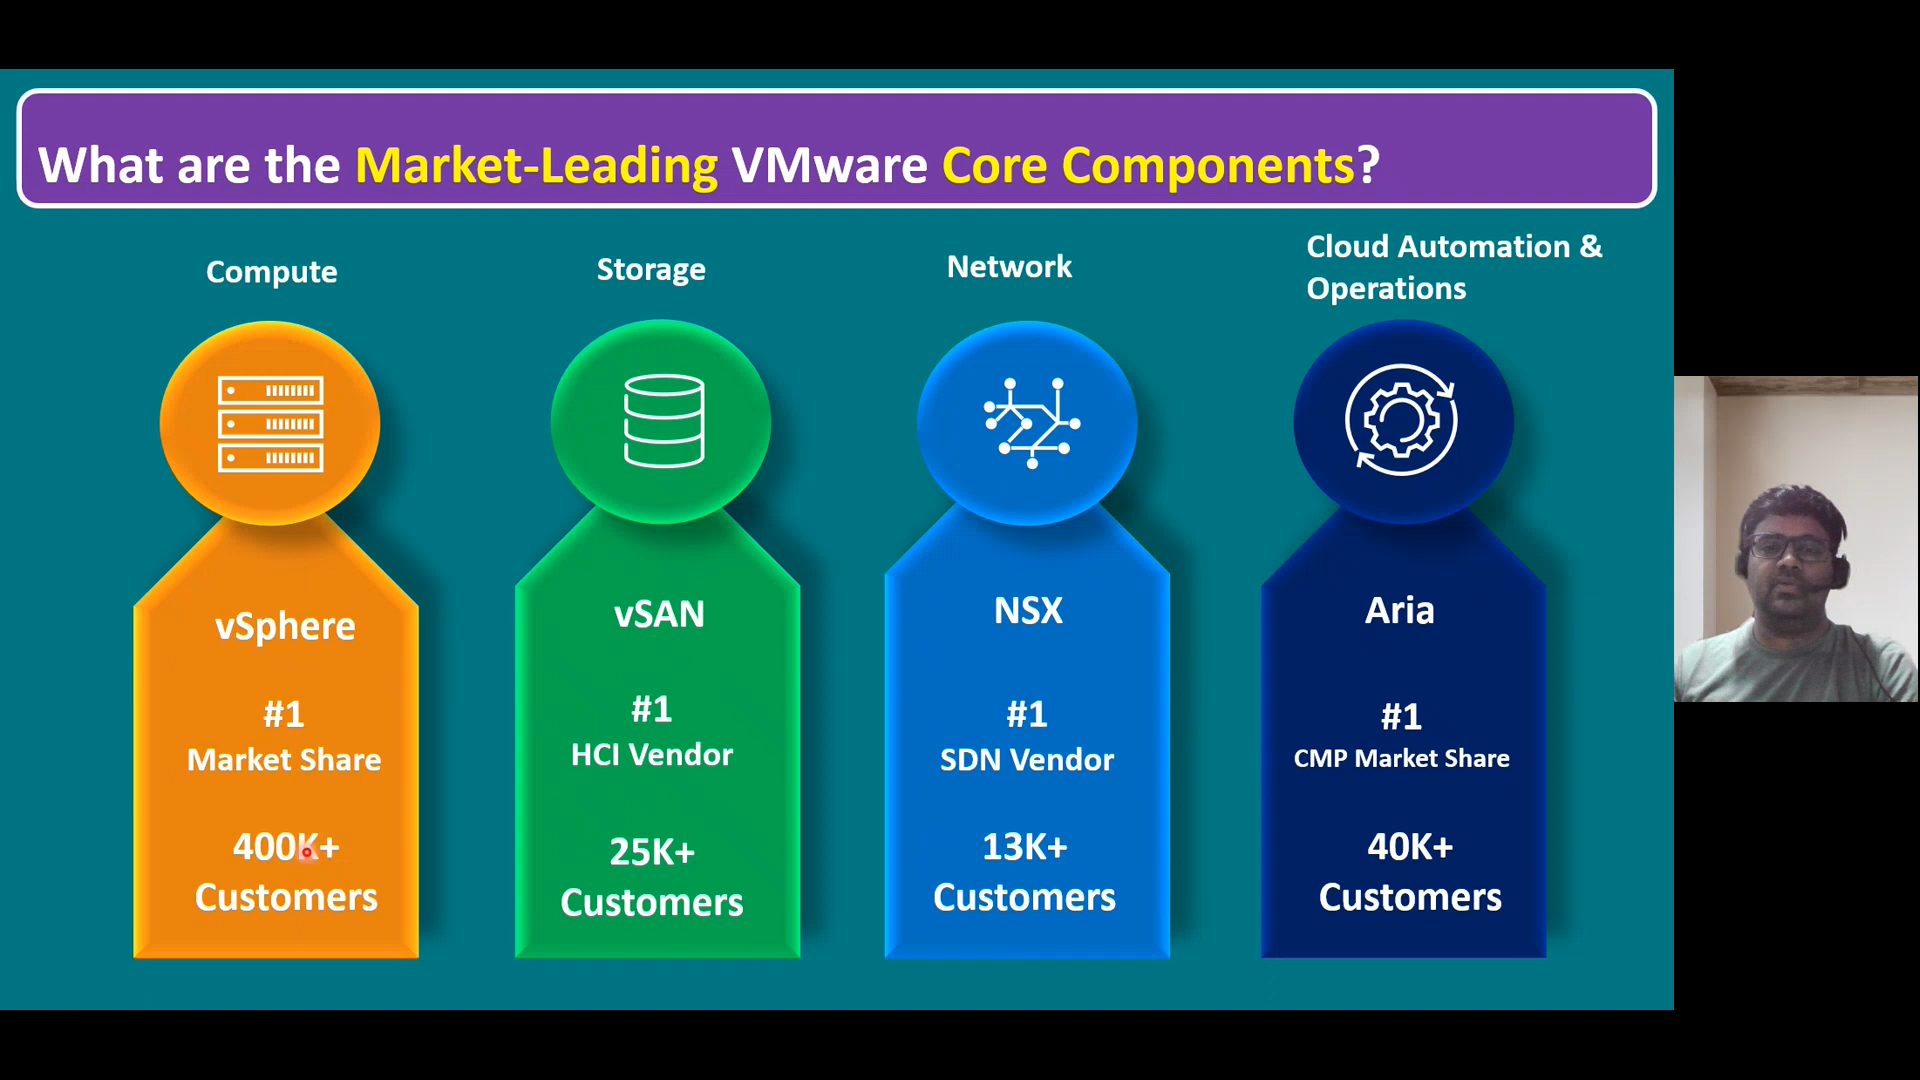 What are the Market-Leading VMware Core Components?
Compute
Storage
Network
Cloud Automation &
Operations
vSphere
#1
Market Share
400K+
Customers
vSAN
#1
HCI Vendor
25K+
Customers
NSX
#1
SDN Vendor
13K+
Customers
Aria
#1
CMP Market Share
40K+
Customers